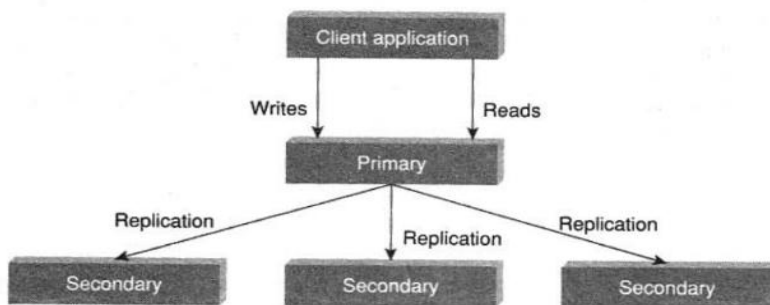 Client application
Writes
Reads
Primary
Replication
Replication
Replication
Secondary
Secondary
Secondary